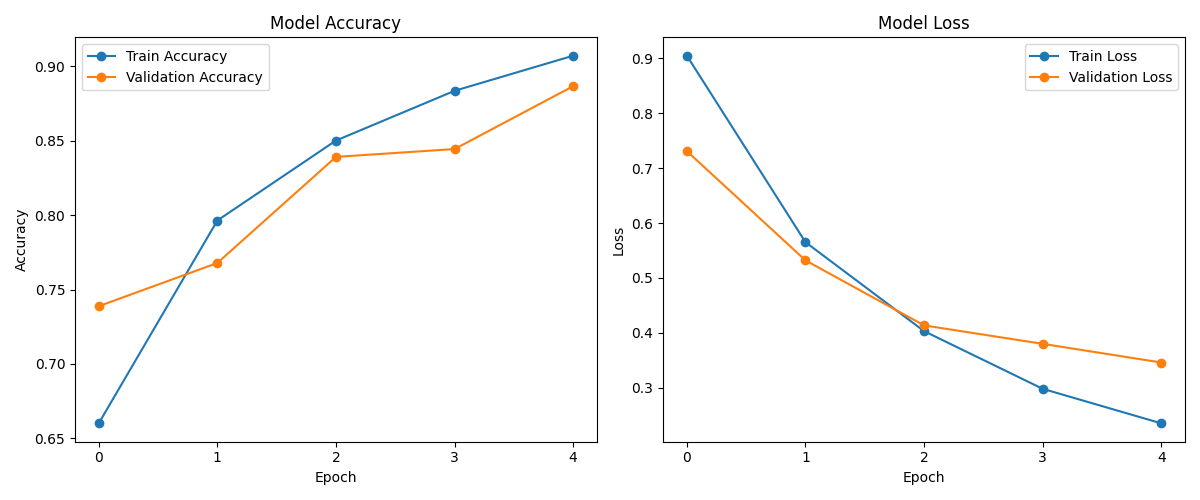 Model Accuracy
Train Accuracy
Validation Accuracy
Accuracy
0.90
0.85
0.80
0.75
0.70
0.65
0 1 2 3 4
Epoch
Model Loss
Train Loss
Validation Loss
Loss
0.9
0.8
0.7
0.6
0.5
0.4
0.3
0 1 2 3 4
Epoch